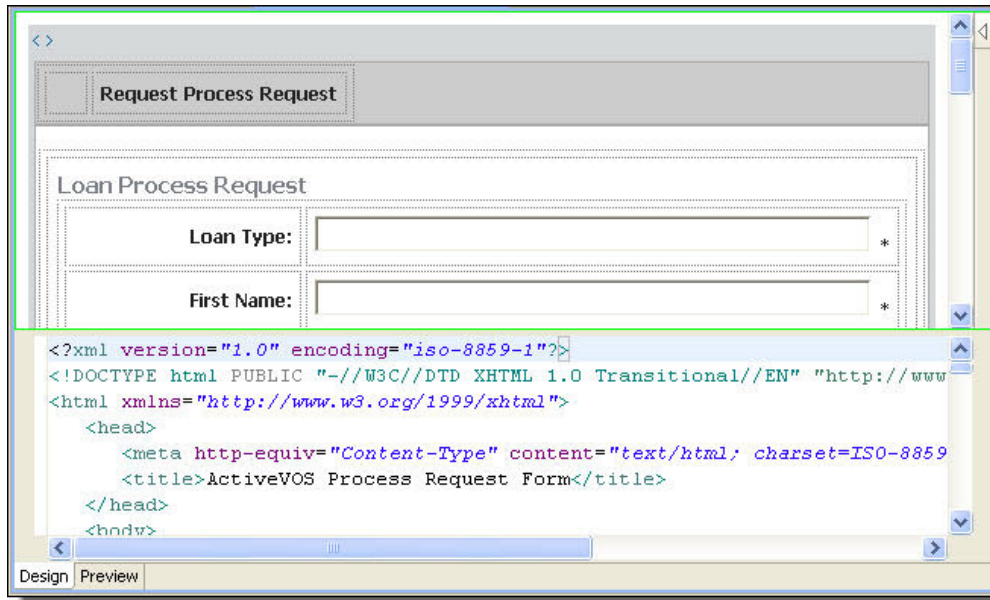 < >
Request Process Request
Loan Process Request
Loan Type: *
First Name: *
<?xml version="1.0" encoding="iso-8859-1"?>
<!DOCTYPE html PUBLIC "-//W3C//DTD XHTML 1.0 Transitional//EN" "http://www
<html xmlns="http://www.w3.org/1999/xhtml">
<head>
<meta http-equiv="Content-Type" content="text/html; charset=ISO-8859
<title>ActiveVOS Process Request Form</title>
</head>
<body>
Design Preview